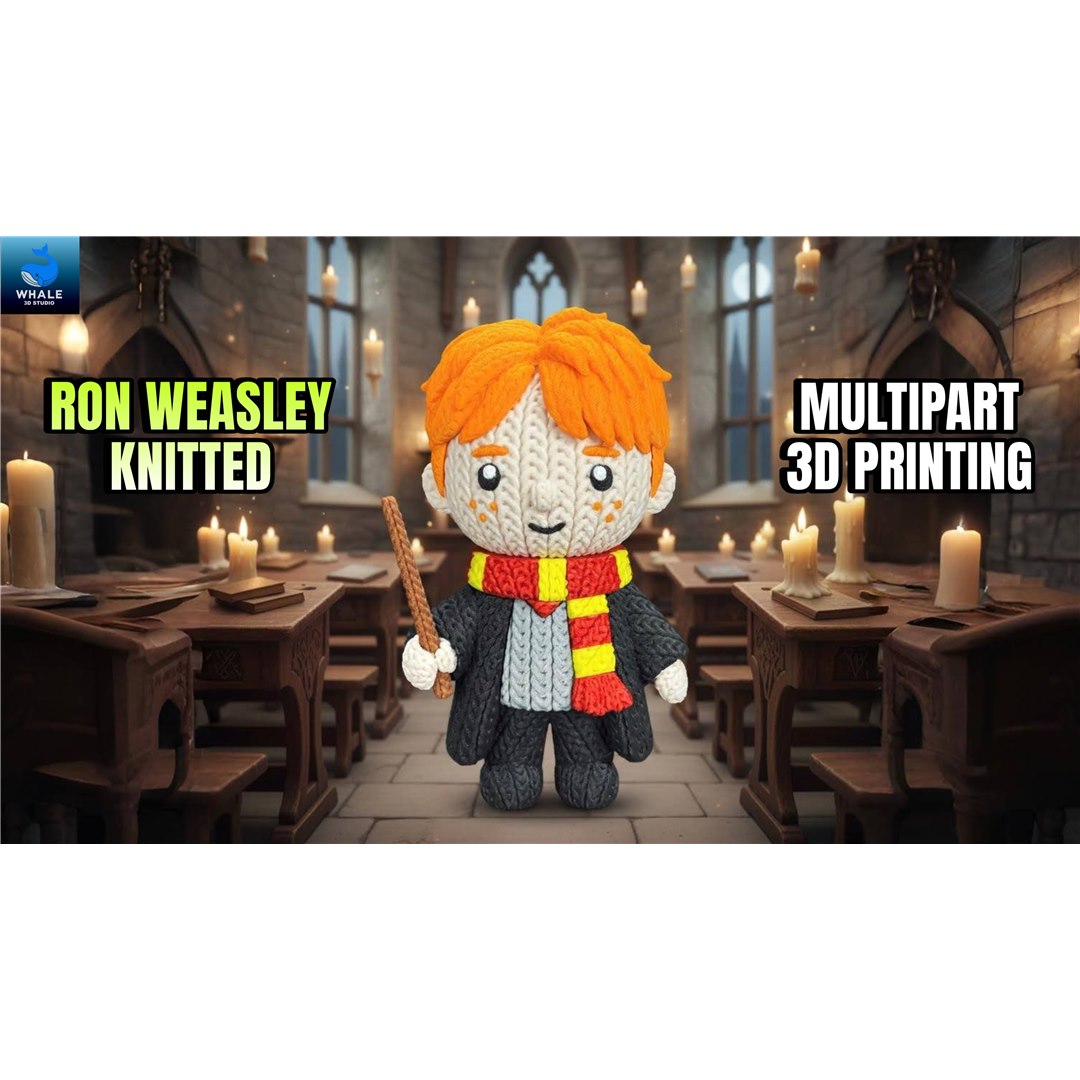 WHALE
3D STUDIO
RON WEASLEY
KNITTED
MULTIPART
3D PRINTING